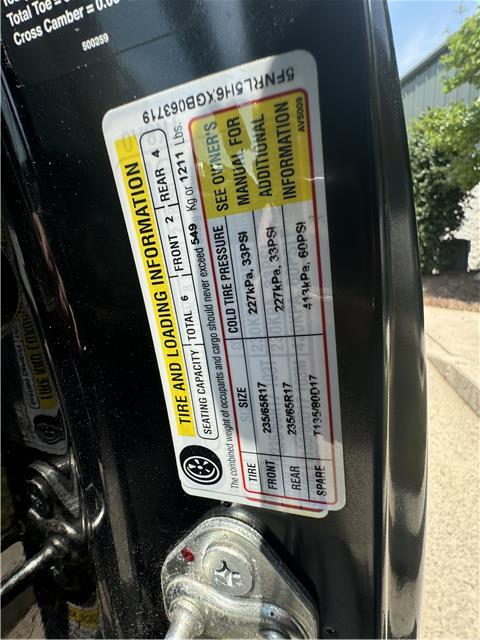 Total Toe =
Cross Camber = 0.0
500259
5FNRL5H6XGB063719
TIRE AND LOADING INFORMATION
SEATING CAPACITY TOTAL 6 FRONT 2 REAR 4
The combined weight of occupants and cargo should never exceed 549 Kg or 1211 Lbs.
TIRE SIZE COLD TIRE PRESSURE
FRONT 235/65R17 227kPa, 33PSI
REAR 235/65R17 227kPa, 33PSI
SPARE T135/80D17 413kPa, 60PSI
SEE OWNER'S
MANUAL FOR
ADDITIONAL
INFORMATION
AV5009